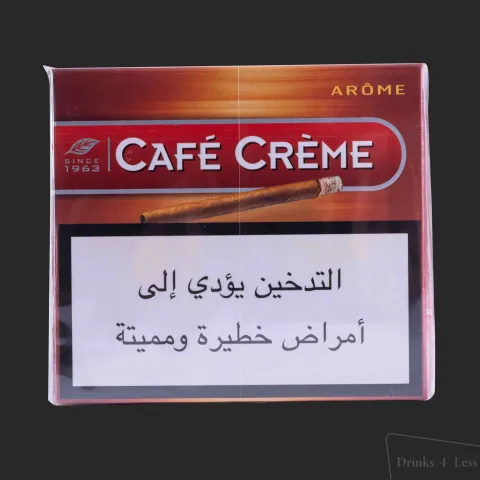 ARÔME
SINCE
1963
CAFÉ CRÈME
التدخين يؤدي إلى
أمراض خطيرة ومميتة
Drinks 4 Less